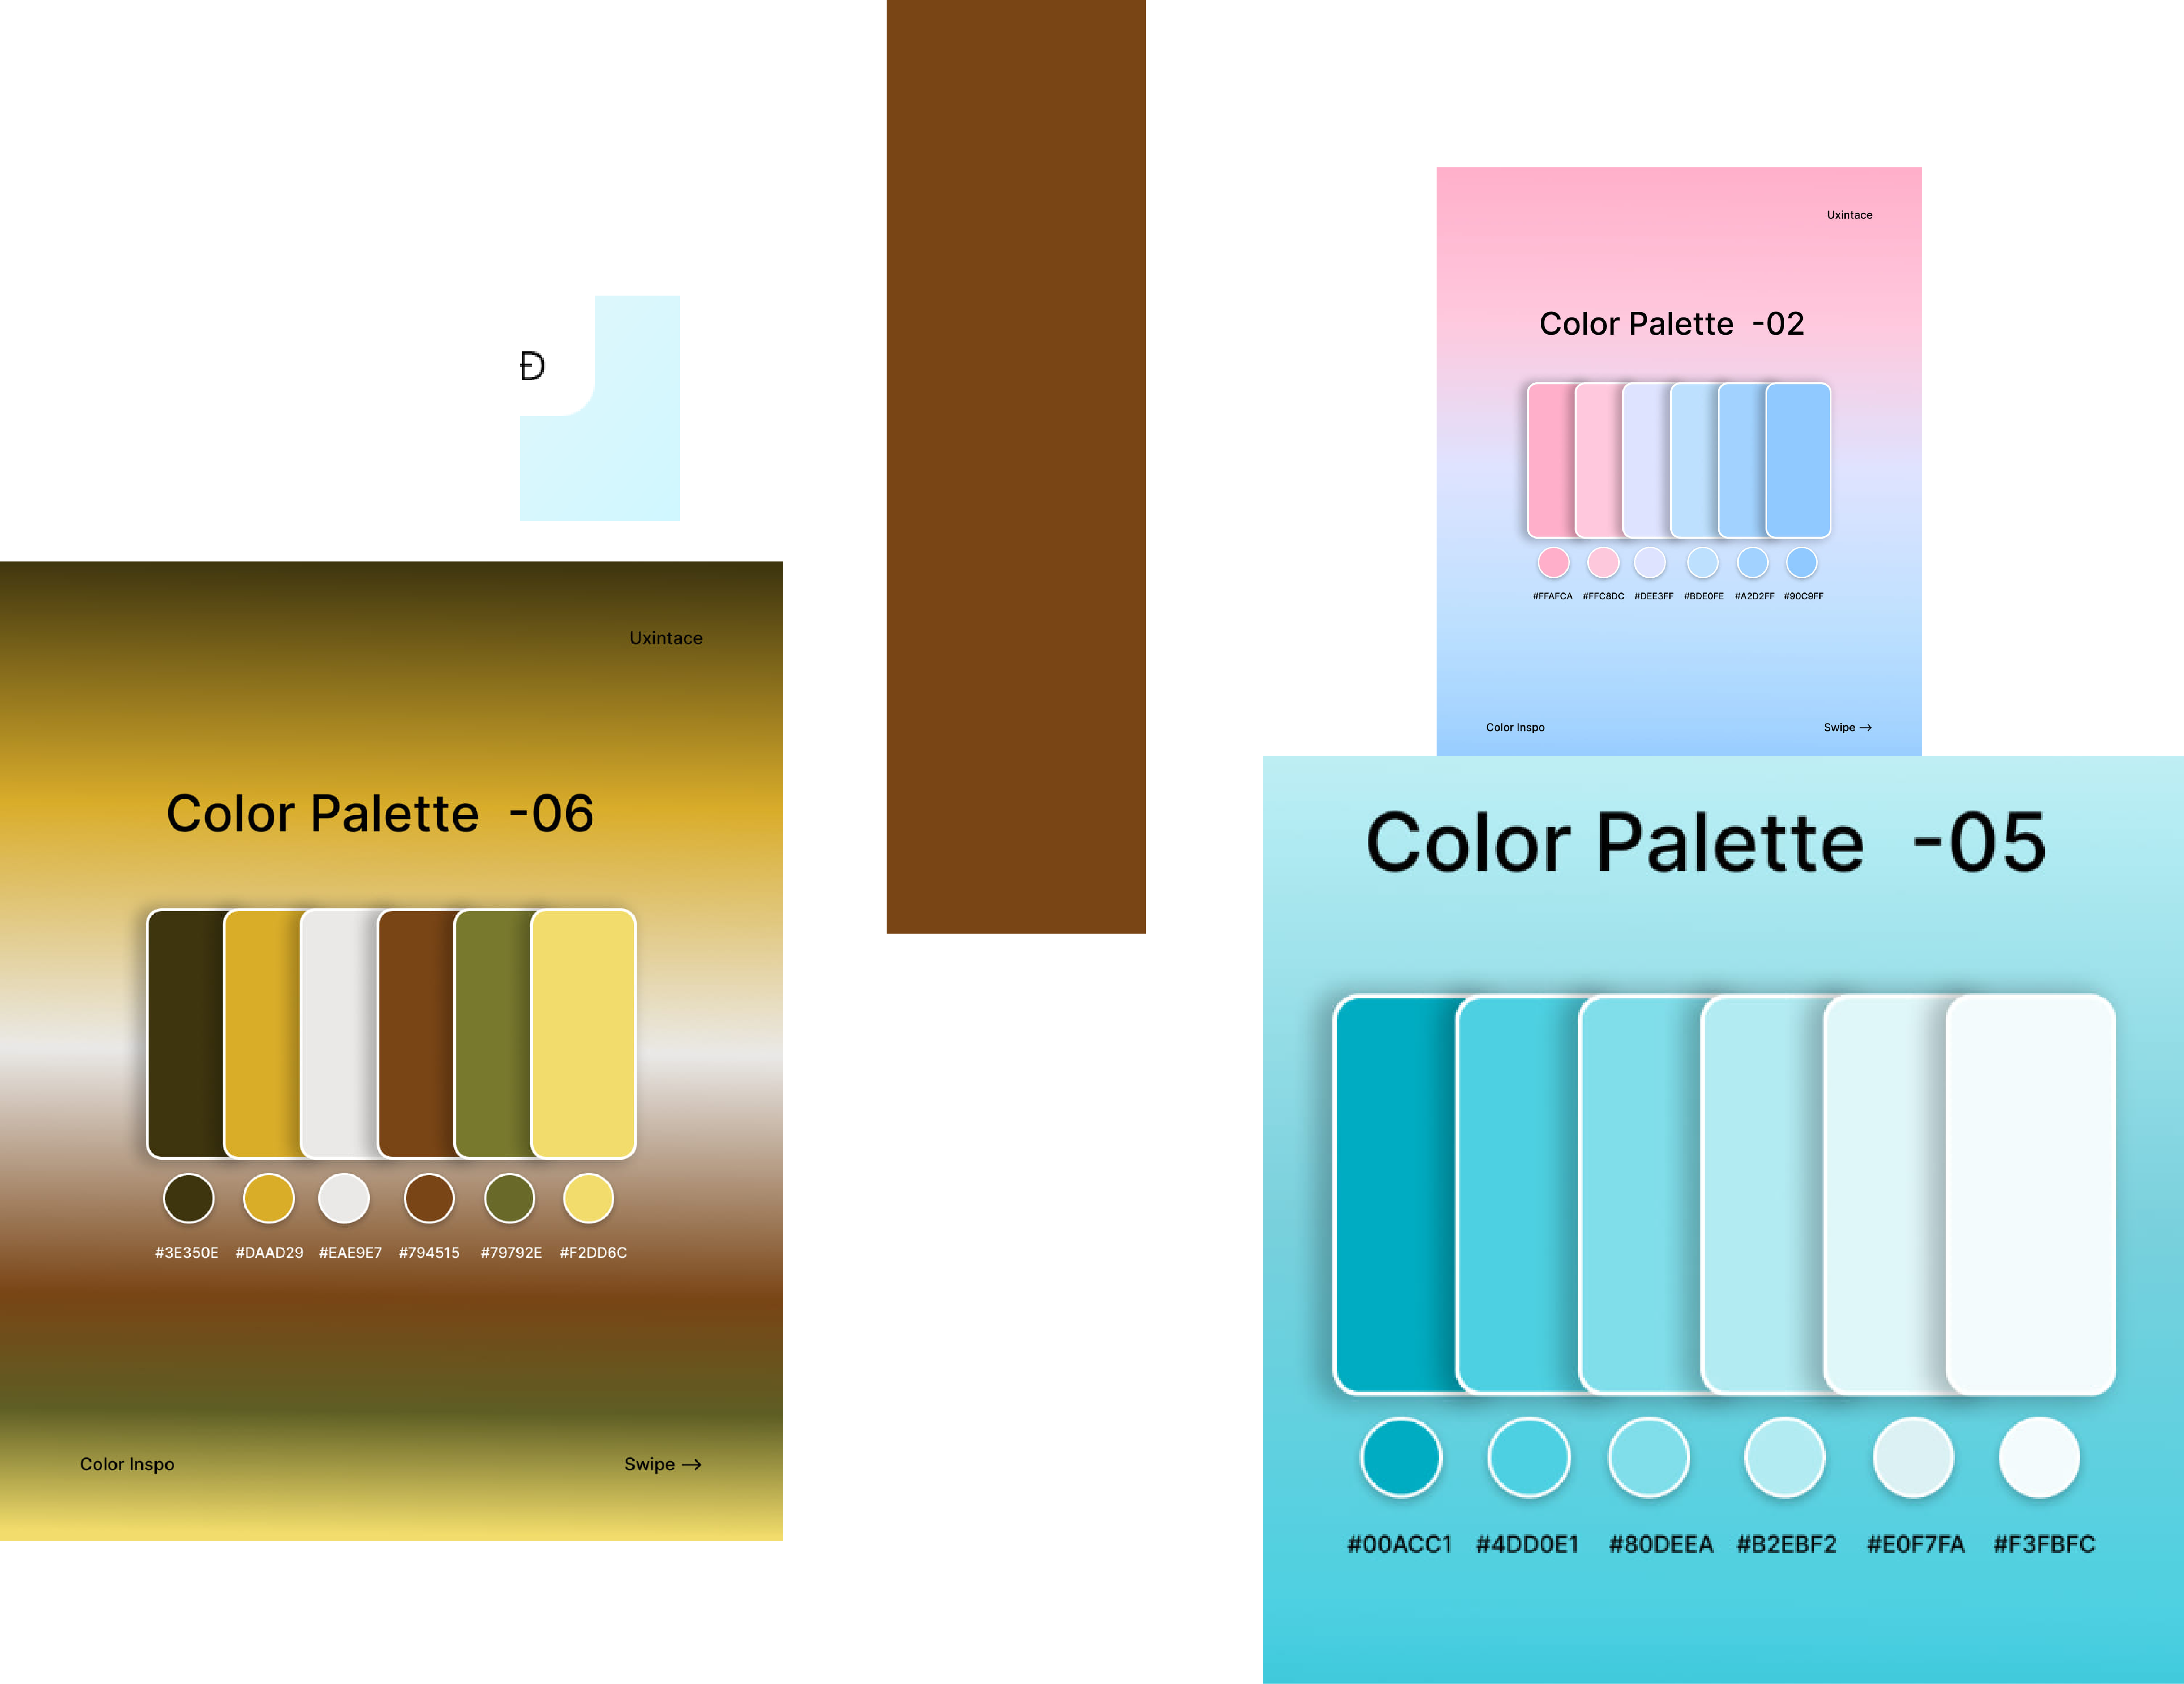 Đ
Uxintace
Color Palette -02
#FFAFCA #FFC8DC #DEE3FF #BDE0FE #A2D2FF #90C9FF
Color Inspo
Swipe →
Uxintace
Color Palette -06
#3E350E #DAAD29 #EAE9E7 #794515 #79792E #F2DD6C
Color Inspo
Swipe →
Color Palette -05
#00ACC1 #4DD0E1 #80DEEA #B2EBF2 #E0F7FA #F3FBFC